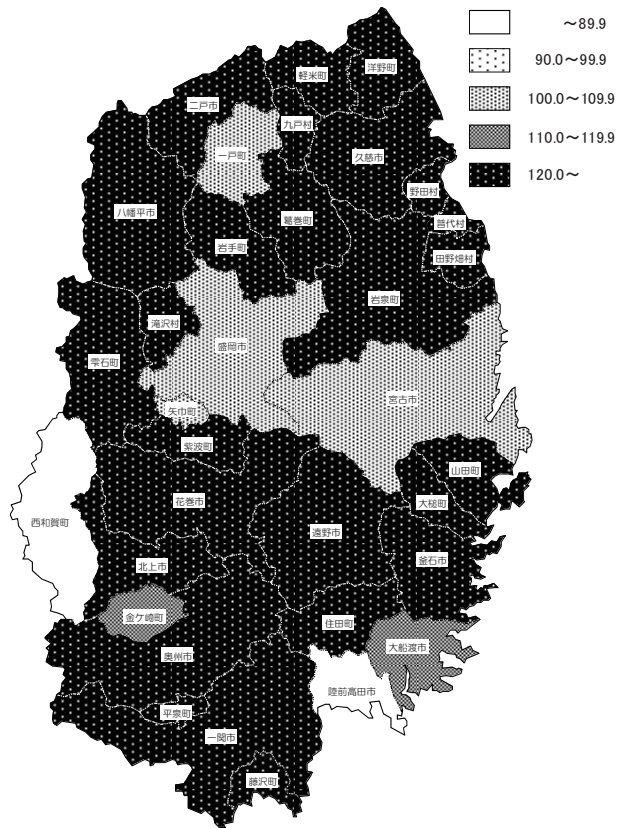 ～89.9
90.0～99.9
100.0～109.9
110.0～119.9
120.0～
洋野町
軽米町
二戸市
九戸村
一戸町
久慈市
野田村
八幡平市
葛巻町
普代村
岩手町
田野畑村
岩泉町
滝沢村
盛岡市
雫石町
宮古市
矢巾町
紫波町
山田町
花巻市
大槌町
西和賀町
遠野市
釜石市
北上市
金ケ崎町
住田町
大船渡市
奥州市
陸前高田市
平泉町
一関市
藤沢町